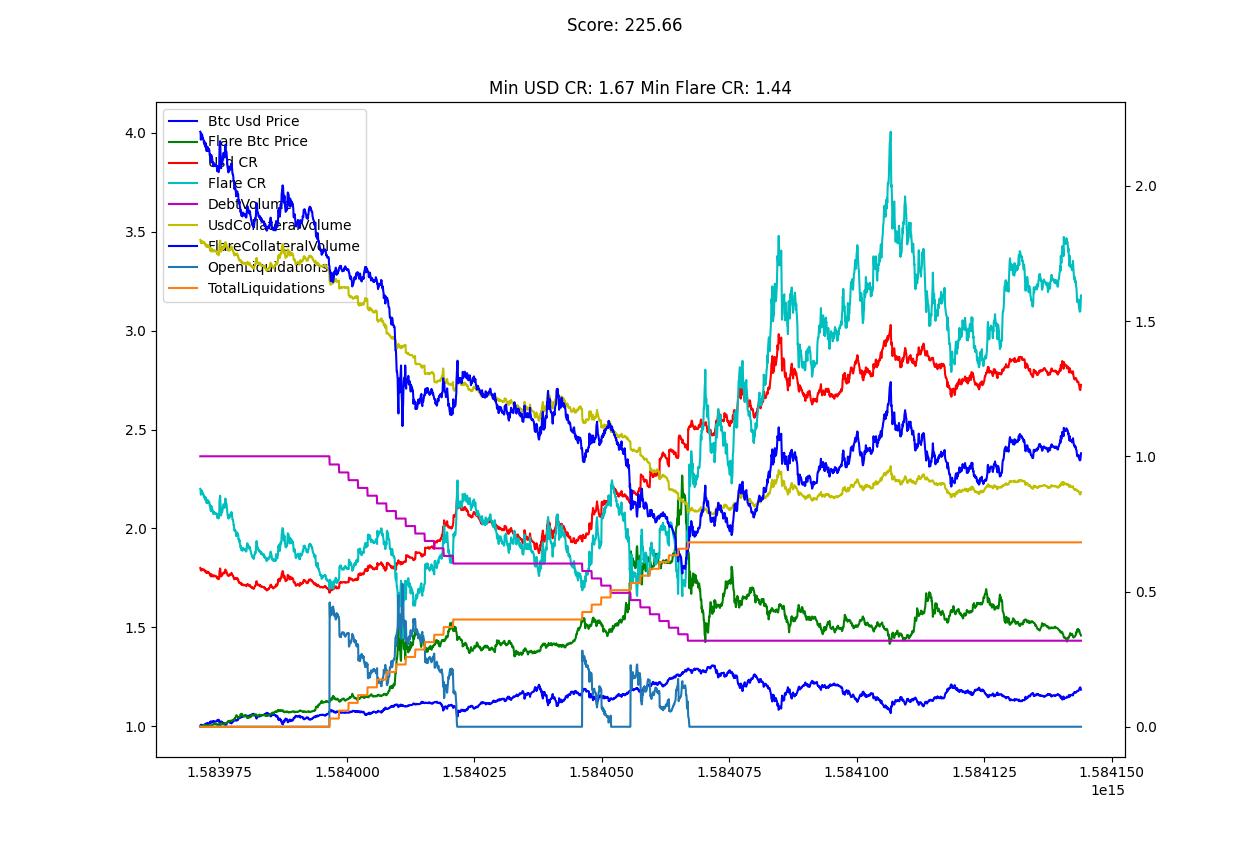 Score: 225.66
Min USD CR: 1.67 Min Flare CR: 1.44
Btc Usd Price
Flare Btc Price
Usd CR
Flare CR
DebtVolume
UsdCollateralVolume
FlareCollateralVolume
OpenLiquidations
TotalLiquidations
4.0
3.5
3.0
2.5
2.0
1.5
1.0
2.0
1.5
1.0
0.5
0.0
1.583975 1.584000 1.584025 1.584050 1.584075 1.584100 1.584125 1.584150
1e15